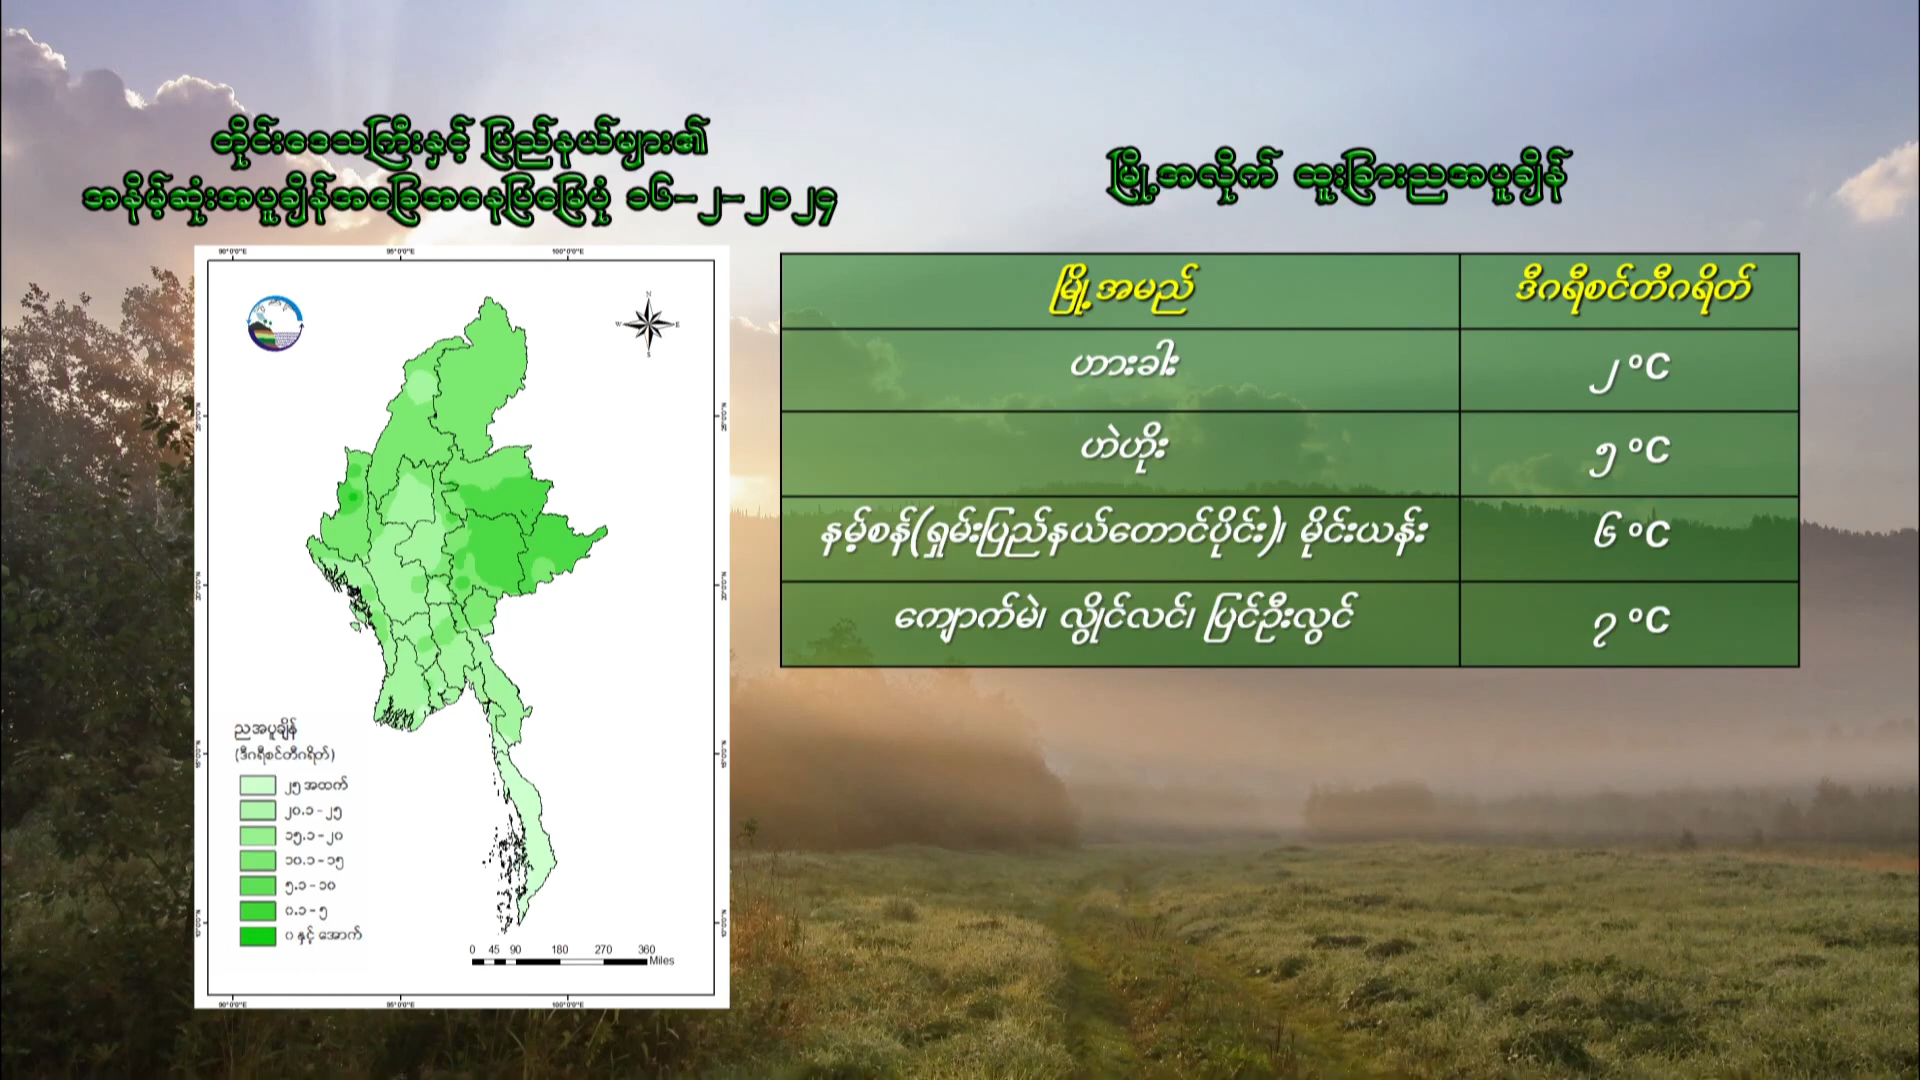 တိုင်းဒေသကြီးနှင့် ပြည်နယ်များ၏
အနိမ့်ဆုံးအပူချိန်အခြေအနေပြမြေပုံ ၁၆-၂-၂၀၂၄
N
W
E
S
ညအပူချိန်
(ဒီဂရီစင်တီဂရိတ်)
၂၅ အထက်
၂၀.၁ - ၂၅
၁၅.၁ - ၂၀
၁၀.၁ - ၁၅
၅.၁ - ၁၀
၀.၁ - ၅
၀ နှင့် အောက်
0 45 90 180 270 360
Miles
မြို့အလိုက် ထူးခြားညအပူချိန်
မြို့အမည် ဒီဂရီစင်တီဂရိတ်
ဟားခါး ၂ °C
ဟဲဟိုး ၅ °C
နမ့်စန်(ရှမ်းပြည်နယ်တောင်ပိုင်း)၊ မိုင်းယန်း ၆ °C
ကျောက်မဲ၊ လွိုင်လင်၊ ပြင်ဦးလွင် ၇ °C